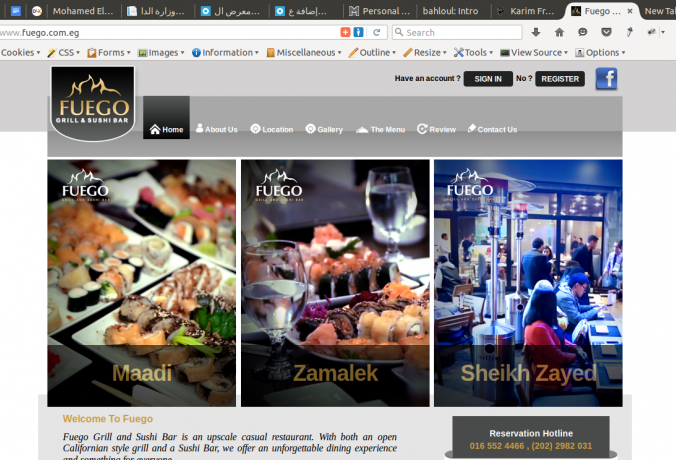 Mohamed El...
وزارة الدا...
معرض ال...
إضافة ع...
Personal ...
bahloul: Intro
Karim Fr...
Fuego ...
New Tab
www.fuego.com.eg
Search
Cookies CSS Forms Images Information Miscellaneous Outline Resize Tools View Source Options
FUEGO
GRILL & SUSHI BAR
Have an account ? SIGN IN No ? REGISTER
Home About Us Location Gallery The Menu Review Contact Us
FUEGO
GRILL AND SUSHI BAR
FUEGO
GRILL AND SUSHI BAR
FUEGO
GRILL AND SUSHI BAR
Maadi
Zamalek
Sheikh Zayed
Welcome To Fuego
Fuego Grill and Sushi Bar is an upscale casual restaurant. With both an open
Californian style grill and a Sushi Bar, we offer an unforgettable dining experience
and something for everyone
Reservation Hotline
016 552 4466 , (202) 2982 031